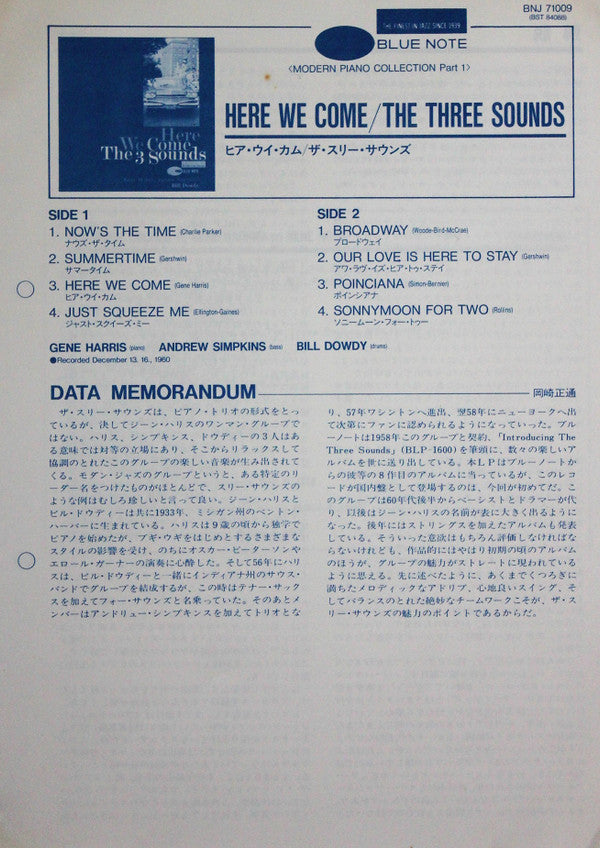 BNJ 71009
(BST 84088)
THE FINEST IN JAZZ SINCE 1939
BLUE NOTE
〈MODERN PIANO COLLECTION Part 1〉
Here
We Come
The 3 Sounds
Bill Dowdy
HERE WE COME/THE THREE SOUNDS
ヒア・ウイ・カム/ザ・スリー・サウンズ
SIDE 1
1. NOW'S THE TIME (Charlie Parker)
ナウズ・ザ・タイム
2. SUMMERTIME (Gershwin)
サマータイム
3. HERE WE COME (Gene Harris)
ヒア・ウイ・カム
4. JUST SQUEEZE ME (Ellington-Gaines)
ジャスト・スクイーズ・ミー
SIDE 2
1. BROADWAY (Woode-Bird-McCrae)
ブロードウェイ
2. OUR LOVE IS HERE TO STAY (Gershwin)
アワ・ラヴ・イズ・ヒア・トゥ・ステイ
3. POINCIANA (Simon-Bernier)
ポインシアナ
4. SONNYMOON FOR TWO (Rollins)
ソニームーン・フォー・トゥー
GENE HARRIS (piano) ANDREW SIMPKINS (bass) BILL DOWDY (drums)
●Recorded December 13. 16., 1960
DATA MEMORANDUM
岡崎正通
ザ・スリー・サウンズは、ピアノ・トリオの形式をとっ
ているが、決してジーン・ハリスのワンマン・グループで
はない。ハリス、シンプキンス、ドウディーの3人はあ
る意味では対等の立場にあり、そこからリラックスして
協調のとれたこのグループの楽しい音楽が生み出されて
くる。モダン・ジャズのグループというと、ある特定のリ
ーダー名をつけたものがほとんどで、スリー・サウンズの
ような例はむしろ珍しいと言って良い。ジーン・ハリスと
ビル・ドウディーは共に1933年、ミシガン州のベントン・
ハーバーに生まれている。ハリスは9歳の頃から独学で
ピアノを始めたが、ブギ・ウギをはじめとするさまざまな
スタイルの影響を受け、のちにオスカー・ピーターソンや
エロール・ガーナーの演奏に心酔した。そして56年にハリ
スは、ビル・ドウディーと一緒にインディアナ州のサウス・
バンドでグループを結成するが、この時はテナー・サック
スを加えてフォー・サウンズと名乗っていた。そのあとメ
ンバーはアンドリュー・シンプキンスを加えてトリオとな
り、57年ワシントンへ進出、翌58年にニューヨークへ出
て次第にファンに認められるようになっていった。ブル
ーノートは1958年このグループと契約、「Introducing The
Three Sounds」(BLP-1600)を筆頭に、数々の楽しいア
ルバムを世に送り出している。本LPはブルーノートか
らの彼等の8作目のアルバムに当っているが、このレコ
ードが国内盤として登場するのは、今回が初めてだ。こ
のグループは60年代後半からベーシストとドラマーが代
り、以後はジーン・ハリスの名前が表に大きく出るように
なった。後年にはストリングスを加えたアルバムも発表
している。そういった意欲はもちろん評価しなければな
らないけれども、作品的にはやはり初期の頃のアルバム
のほうが、グループの魅力がストレートに現われている
ように思える。先に述べたように、あくまでくつろぎに
満ちたメロディックなアドリブ、心地良いスイング、そ
してバランスのとれた絶妙なチームワークこそが、ザ・ス
リー・サウンズの魅力のポイントであるからだ。